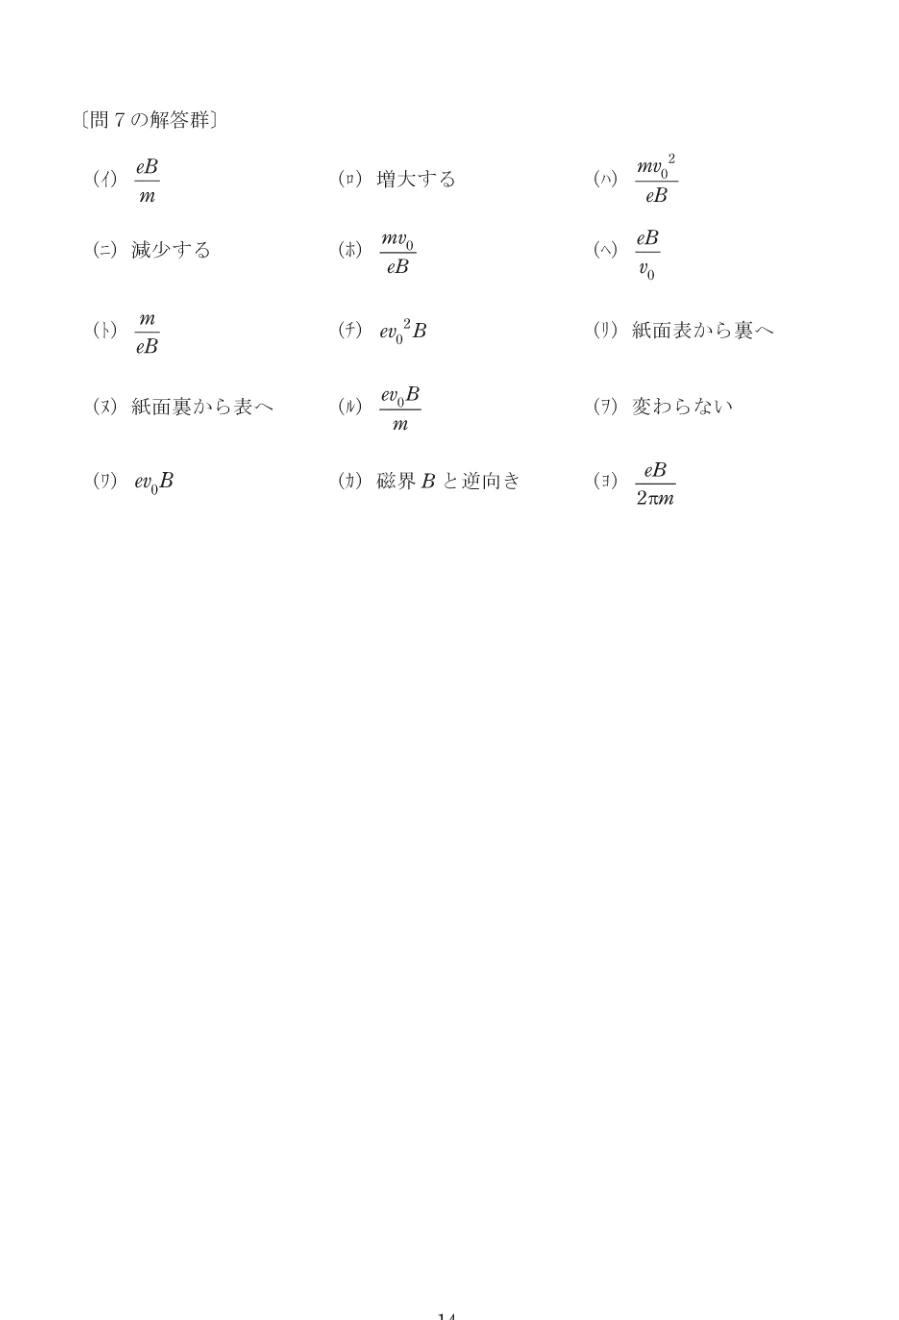 〔問7の解答群〕
(ｲ) eB/m (ﾛ) 増大する (ﾊ) mv₀²/eB
(ﾆ) 減少する (ﾎ) mv₀/eB (ﾍ) eB/v₀
(ﾄ) m/eB (ﾁ) ev₀²B (ﾘ) 紙面表から裏へ
(ﾇ) 紙面裏から表へ (ﾙ) ev₀B/m (ｦ) 変わらない
(ﾜ) ev₀B (ｶ) 磁界 B と逆向き (ﾖ) eB/2πm
14